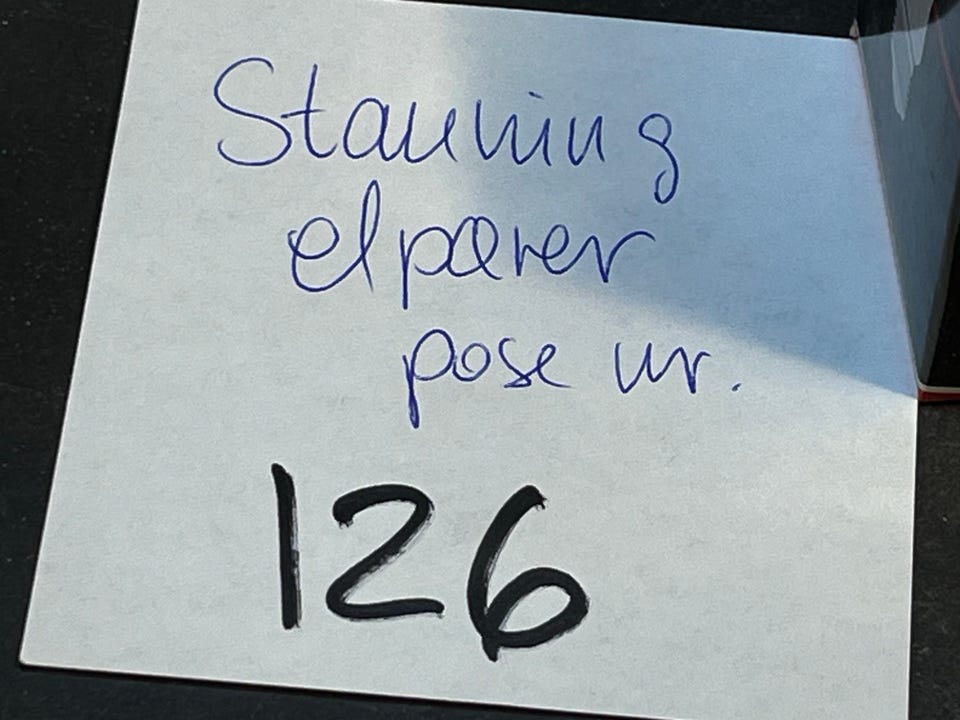 Stauning
elpærer
pose nr.
126